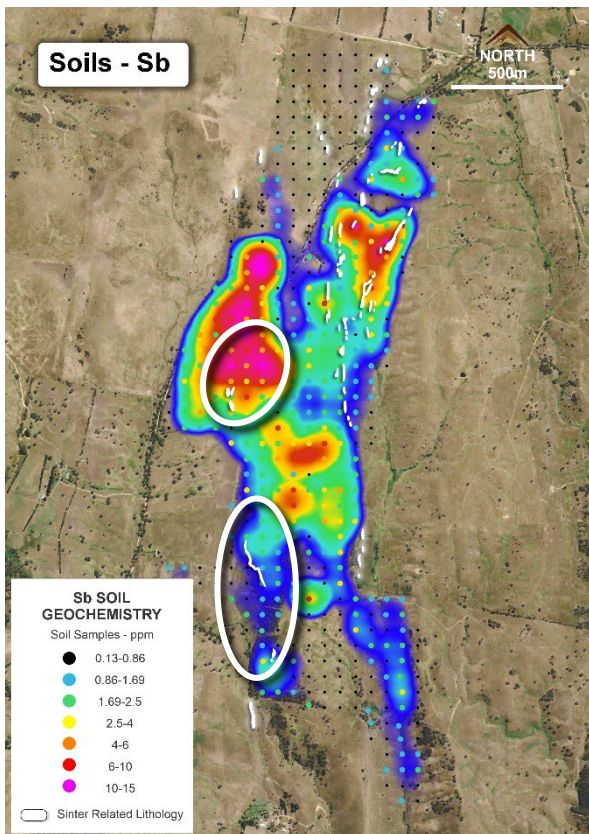 Soils - Sb
NORTH
500m
Sb SOIL
GEOCHEMISTRY
Soil Samples - ppm
0.13-0.86
0.86-1.69
1.69-2.5
2.5-4
4-6
6-10
10-15
Sinter Related Lithology